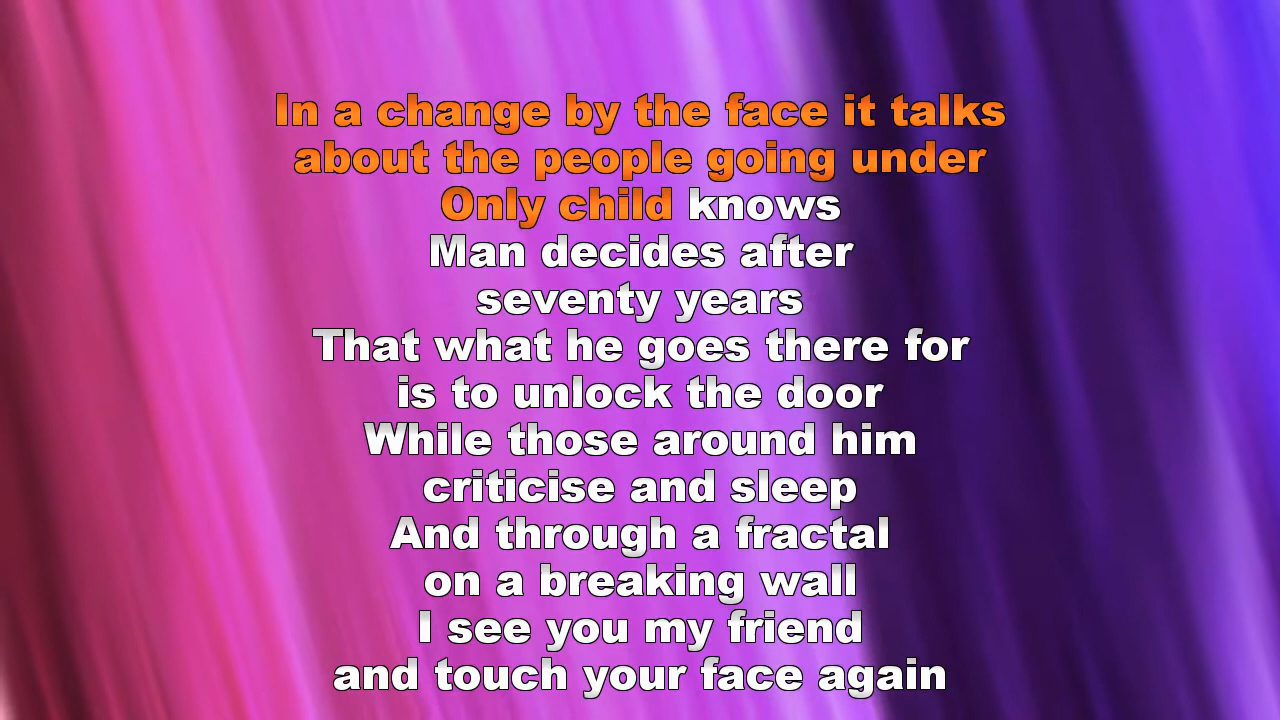 In a change by the face it talks
about the people going under
Only child knows
Man decides after
seventy years
That what he goes there for
is to unlock the door
While those around him
criticise and sleep
And through a fractal
on a breaking wall
I see you my friend
and touch your face again